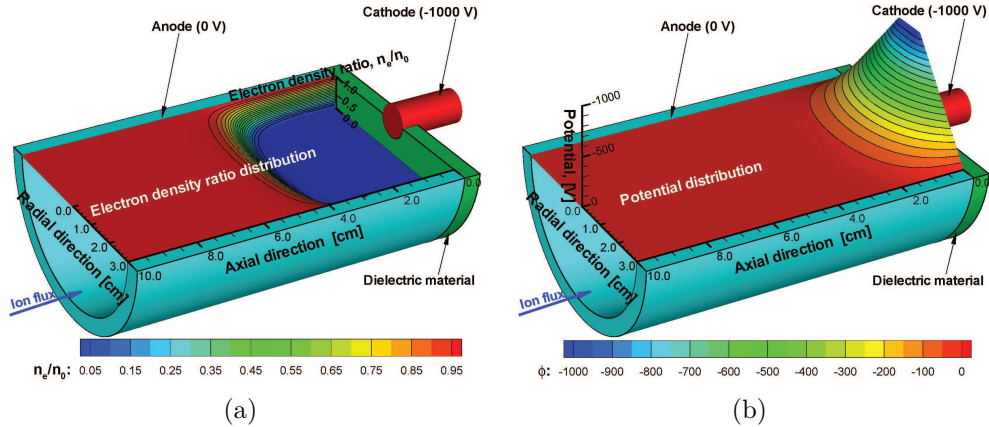 Anode (0 V)
Cathode (-1000 V)
Electron density ratio, nₑ/n₀
1.0
0.5
0.0
Electron density ratio distribution
0.0
2.0
4.0
6.0
8.0
10.0
Axial direction [cm]
0.0
1.0
2.0
3.0
Radial direction [cm]
Ion flux
Dielectric material
nₑ/n₀: 0.05 0.15 0.25 0.35 0.45 0.55 0.65 0.75 0.85 0.95
(a)
Anode (0 V)
Cathode (-1000 V)
-1000
-500
0
Potential, [V]
Potential distribution
0.0
2.0
4.0
6.0
8.0
10.0
Axial direction [cm]
0.0
1.0
2.0
3.0
Radial direction [cm]
Ion flux
Dielectric material
ϕ: -1000 -900 -800 -700 -600 -500 -400 -300 -200 -100 0
(b)